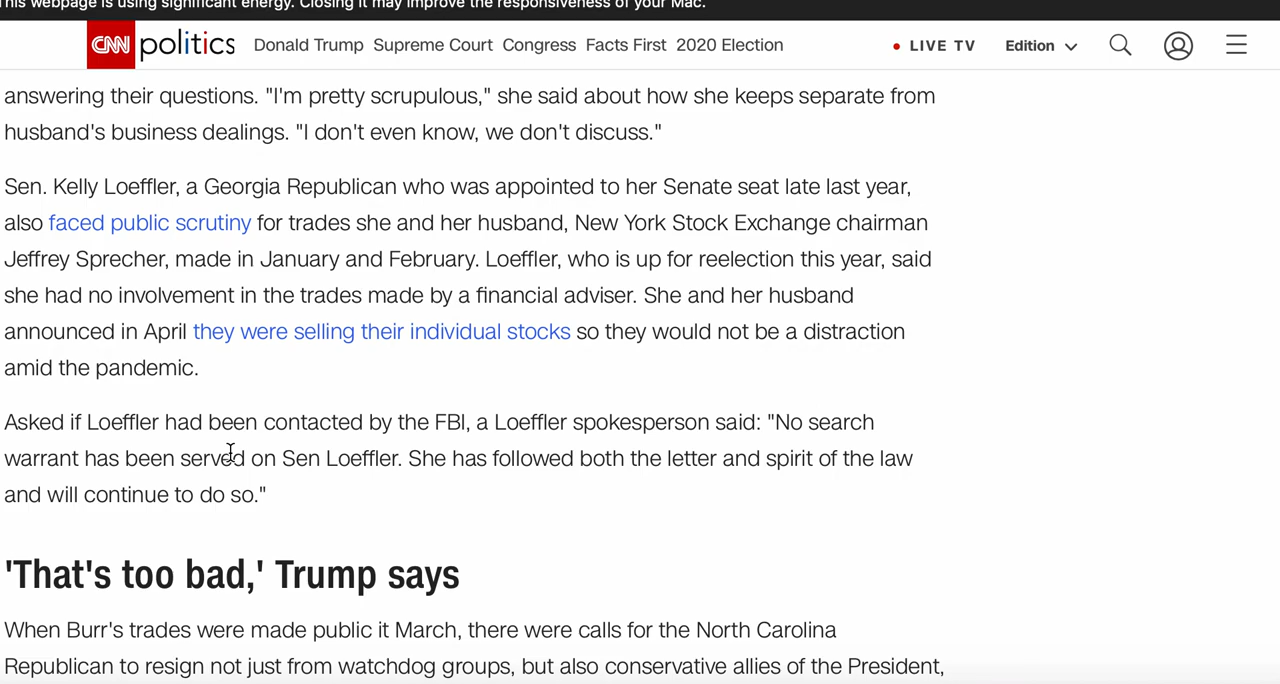 This webpage is using significant energy. Closing it may improve the responsiveness of your Mac.
CNN politics Donald Trump Supreme Court Congress Facts First 2020 Election LIVE TV Edition
answering their questions. "I'm pretty scrupulous," she said about how she keeps separate from
husband's business dealings. "I don't even know, we don't discuss."
Sen. Kelly Loeffler, a Georgia Republican who was appointed to her Senate seat late last year,
also faced public scrutiny for trades she and her husband, New York Stock Exchange chairman
Jeffrey Sprecher, made in January and February. Loeffler, who is up for reelection this year, said
she had no involvement in the trades made by a financial adviser. She and her husband
announced in April they were selling their individual stocks so they would not be a distraction
amid the pandemic.
Asked if Loeffler had been contacted by the FBI, a Loeffler spokesperson said: "No search
warrant has been served on Sen Loeffler. She has followed both the letter and spirit of the law
and will continue to do so."
'That's too bad,' Trump says
When Burr's trades were made public it March, there were calls for the North Carolina
Republican to resign not just from watchdog groups, but also conservative allies of the President,